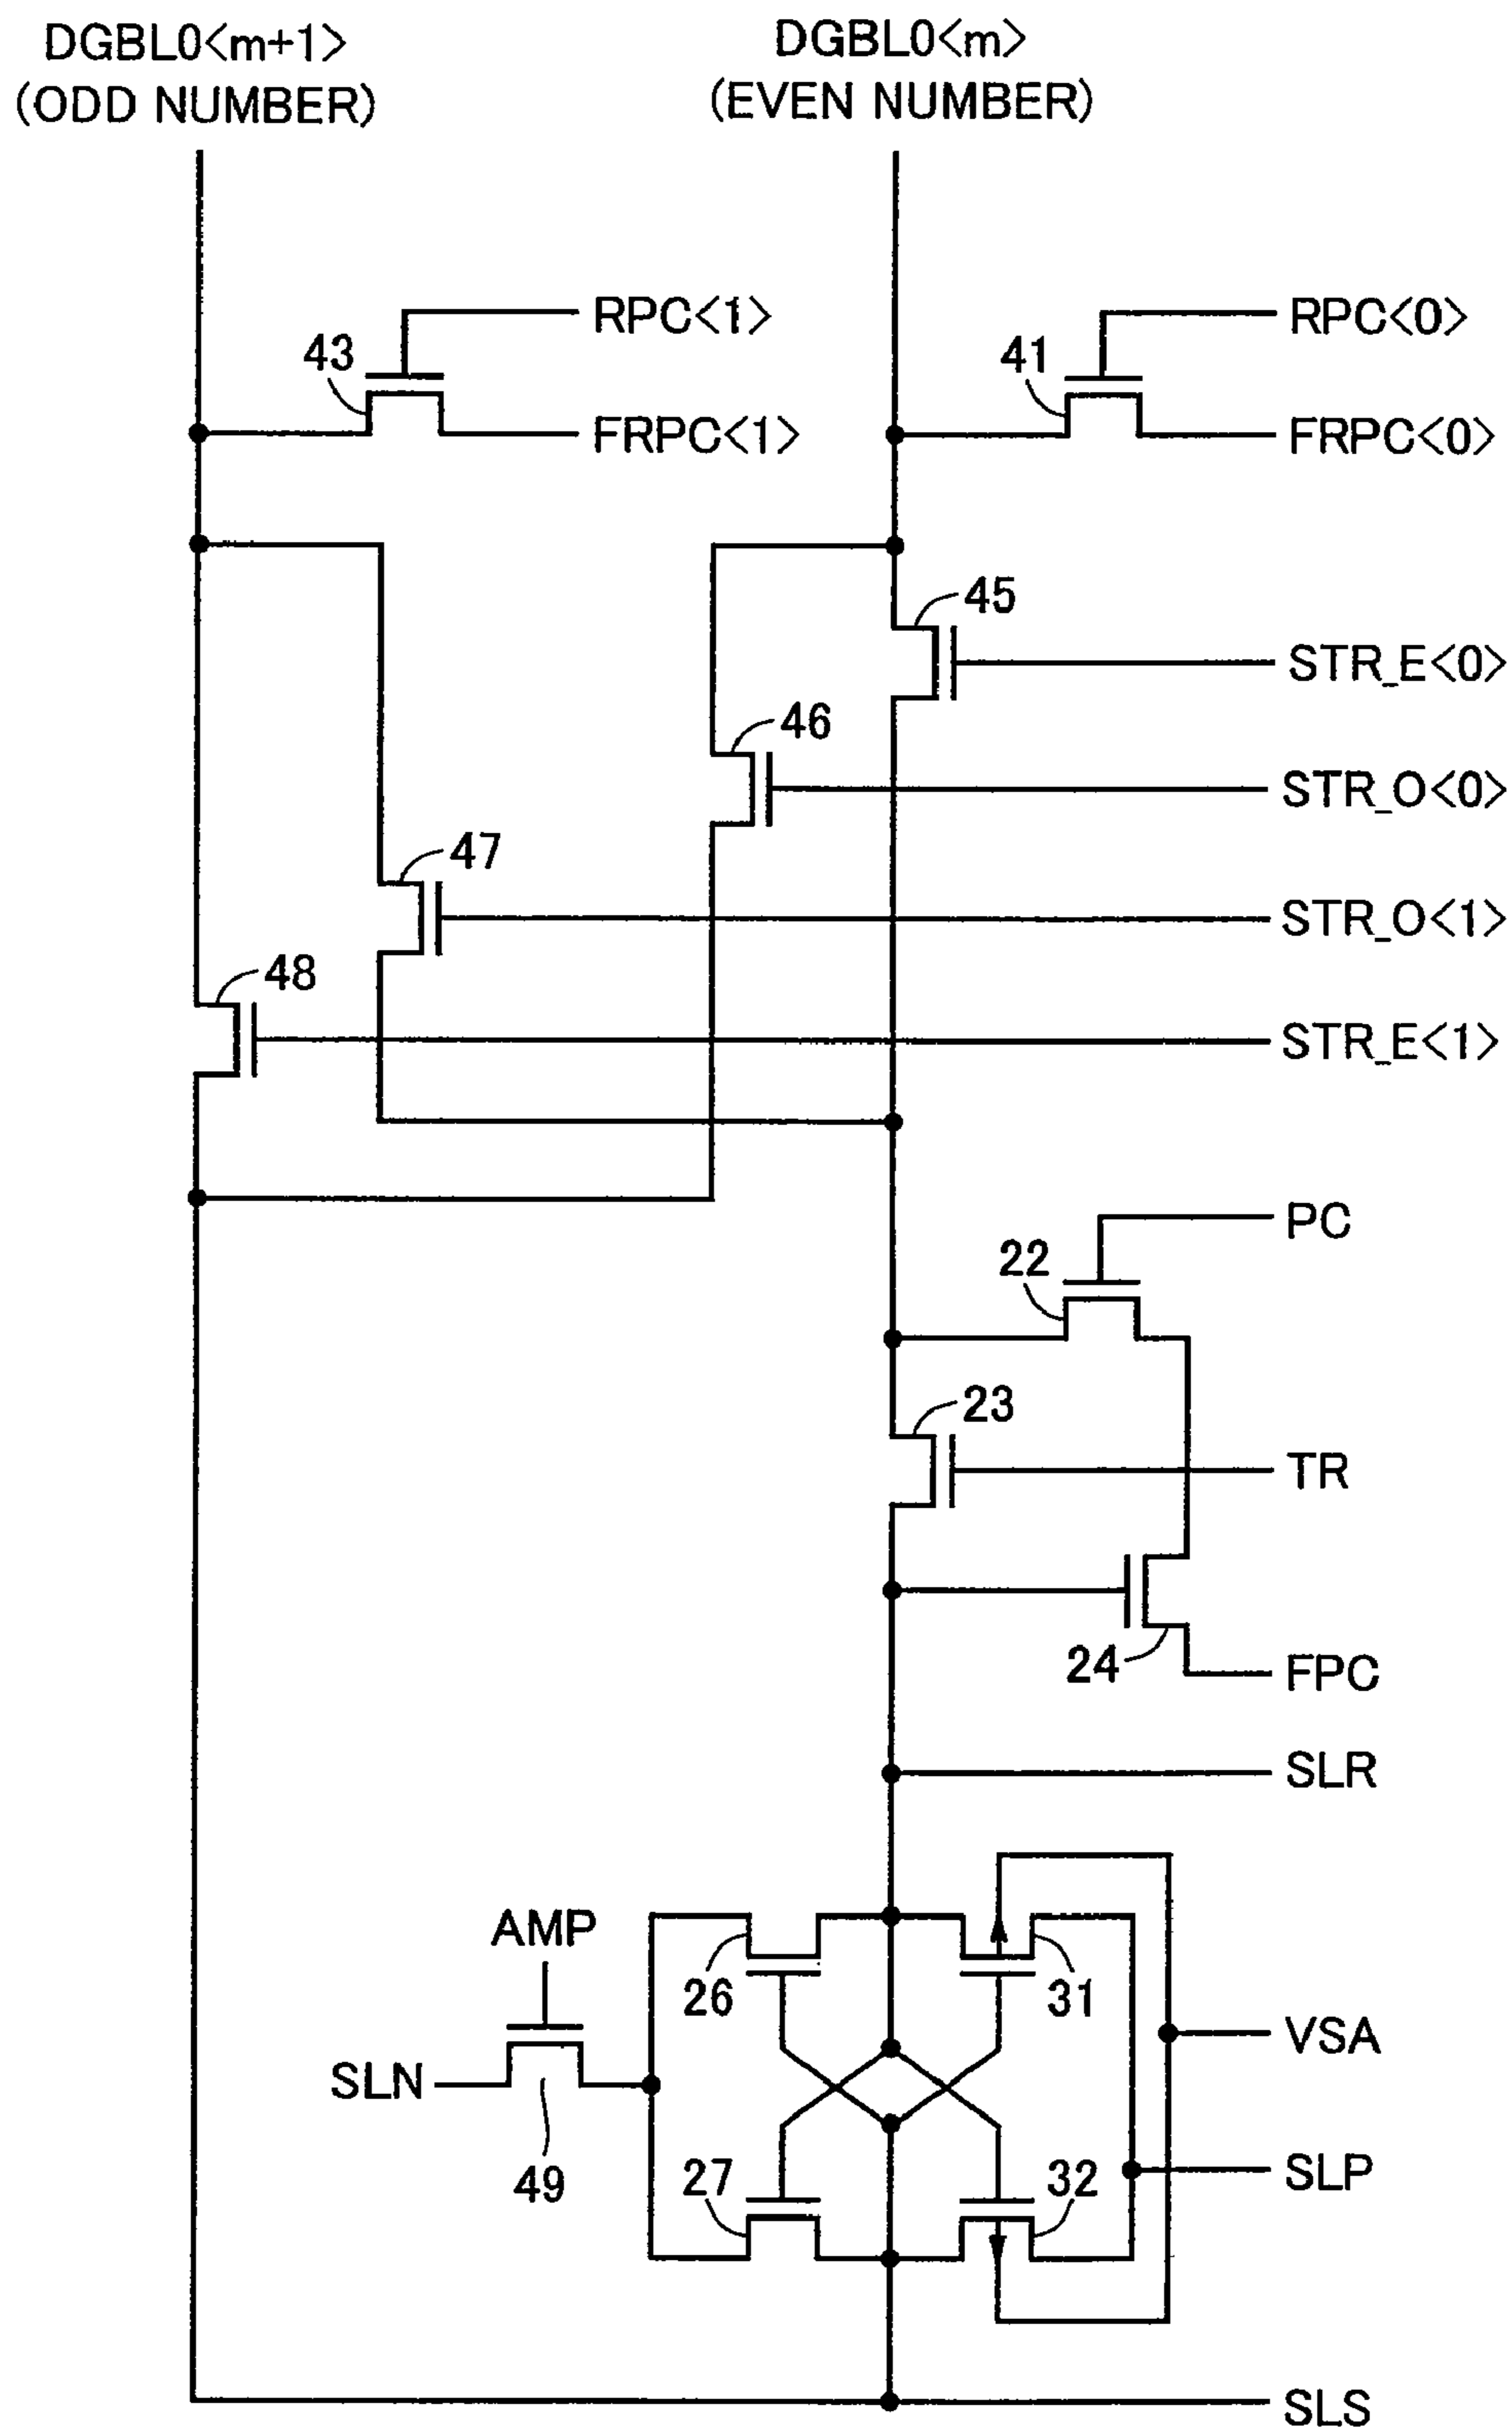 DGBL0<m+1>
(ODD NUMBER)
DGBL0<m>
(EVEN NUMBER)
RPC<1>
RPC<0>
43
41
FRPC<1>
FRPC<0>
45
STR_E<0>
46
STR_O<0>
47
STR_O<1>
48
STR_E<1>
PC
22
23
TR
24
FPC
SLR
AMP
26
31
VSA
SLN
49
27
32
SLP
SLS